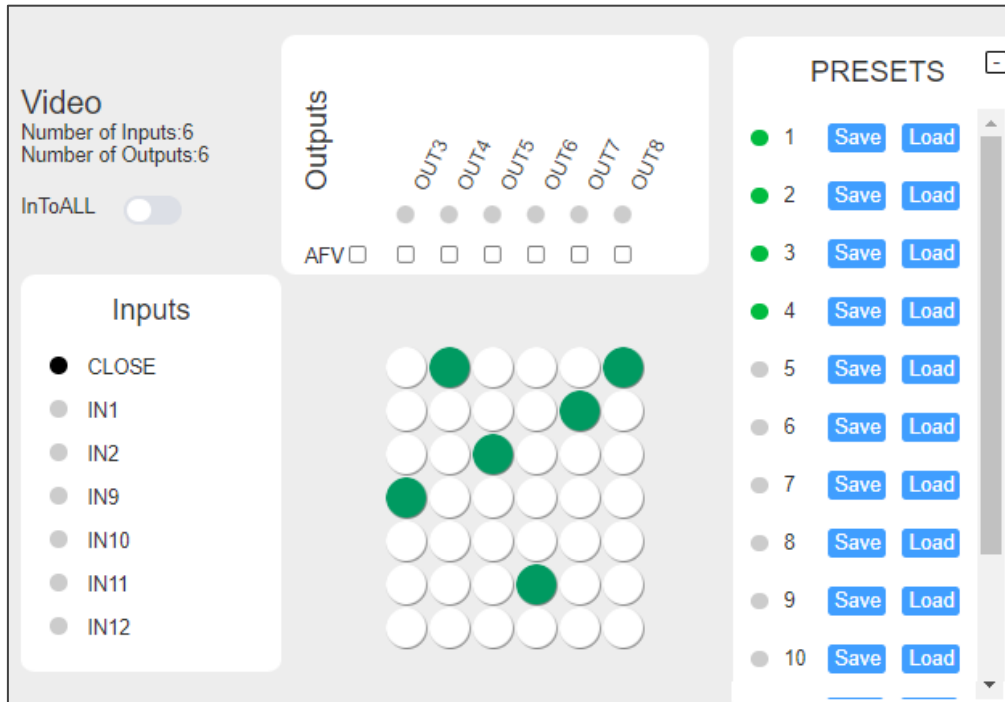 Video
Number of Inputs:6
Number of Outputs:6
InToALL
Outputs
OUT3
OUT4
OUT5
OUT6
OUT7
OUT8
AFV
Inputs
CLOSE
IN1
IN2
IN9
IN10
IN11
IN12
PRESETS
1 Save Load
2 Save Load
3 Save Load
4 Save Load
5 Save Load
6 Save Load
7 Save Load
8 Save Load
9 Save Load
10 Save Load